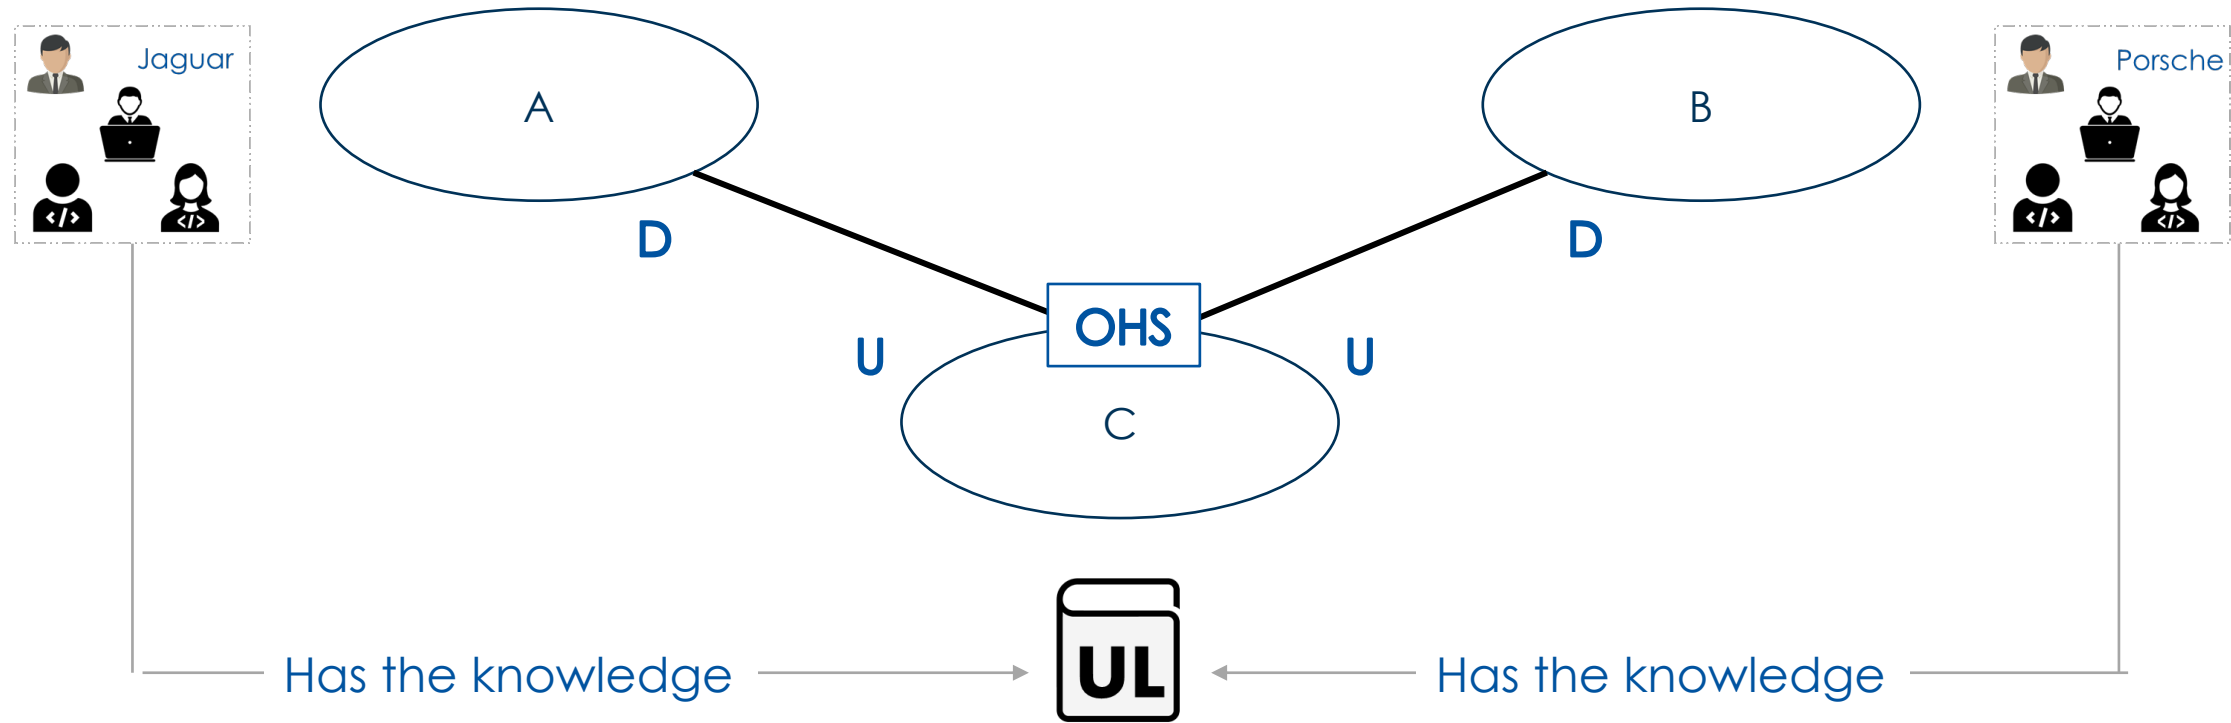 Jaguar
A
B
Porsche
</>
</>
</>
</>
D
D
OHS
U
U
C
UL
Has the knowledge
Has the knowledge